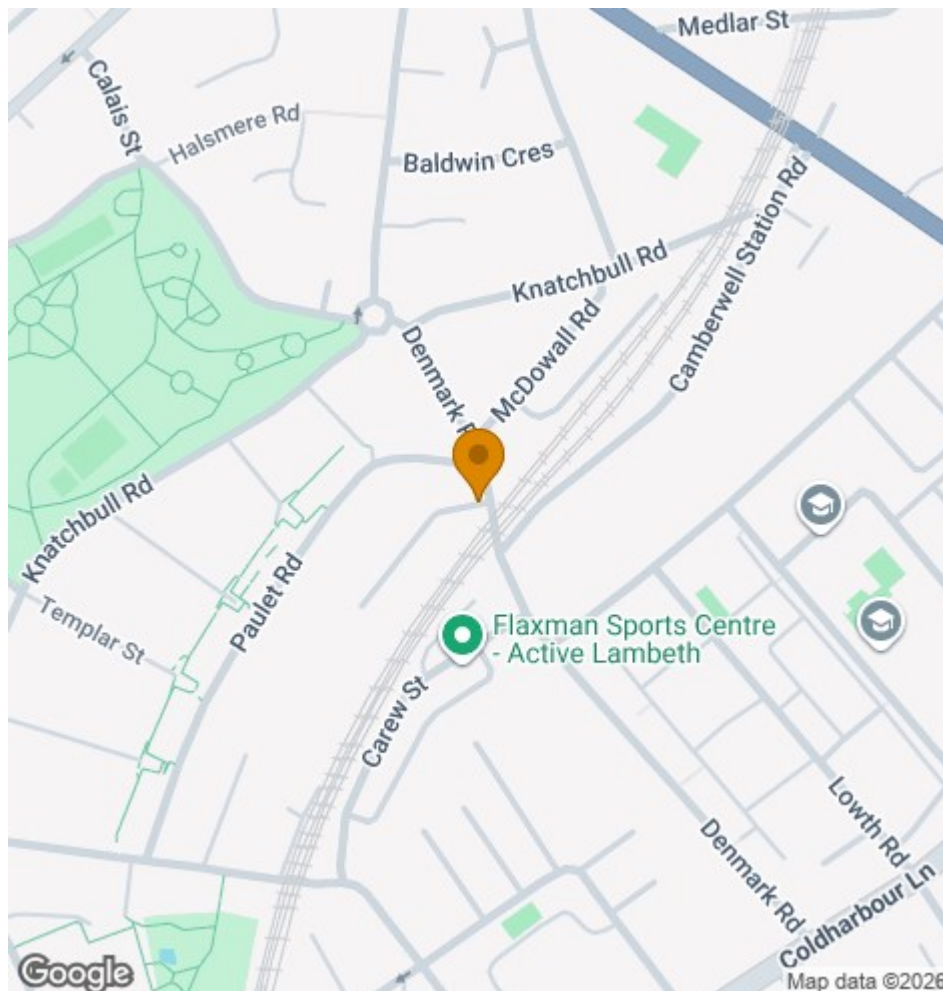 Medlar St
Calais St
Halsmere Rd
Baldwin Cres
Camberwell Station Rd
Knatchbull Rd
McDowall Rd
Denmark R
Knatchbull Rd
Paulet Rd
Templar St
Flaxman Sports Centre
- Active Lambeth
Carew St
Lowth Rd
Denmark Rd
Coldharbour Ln
Google
Map data ©2026